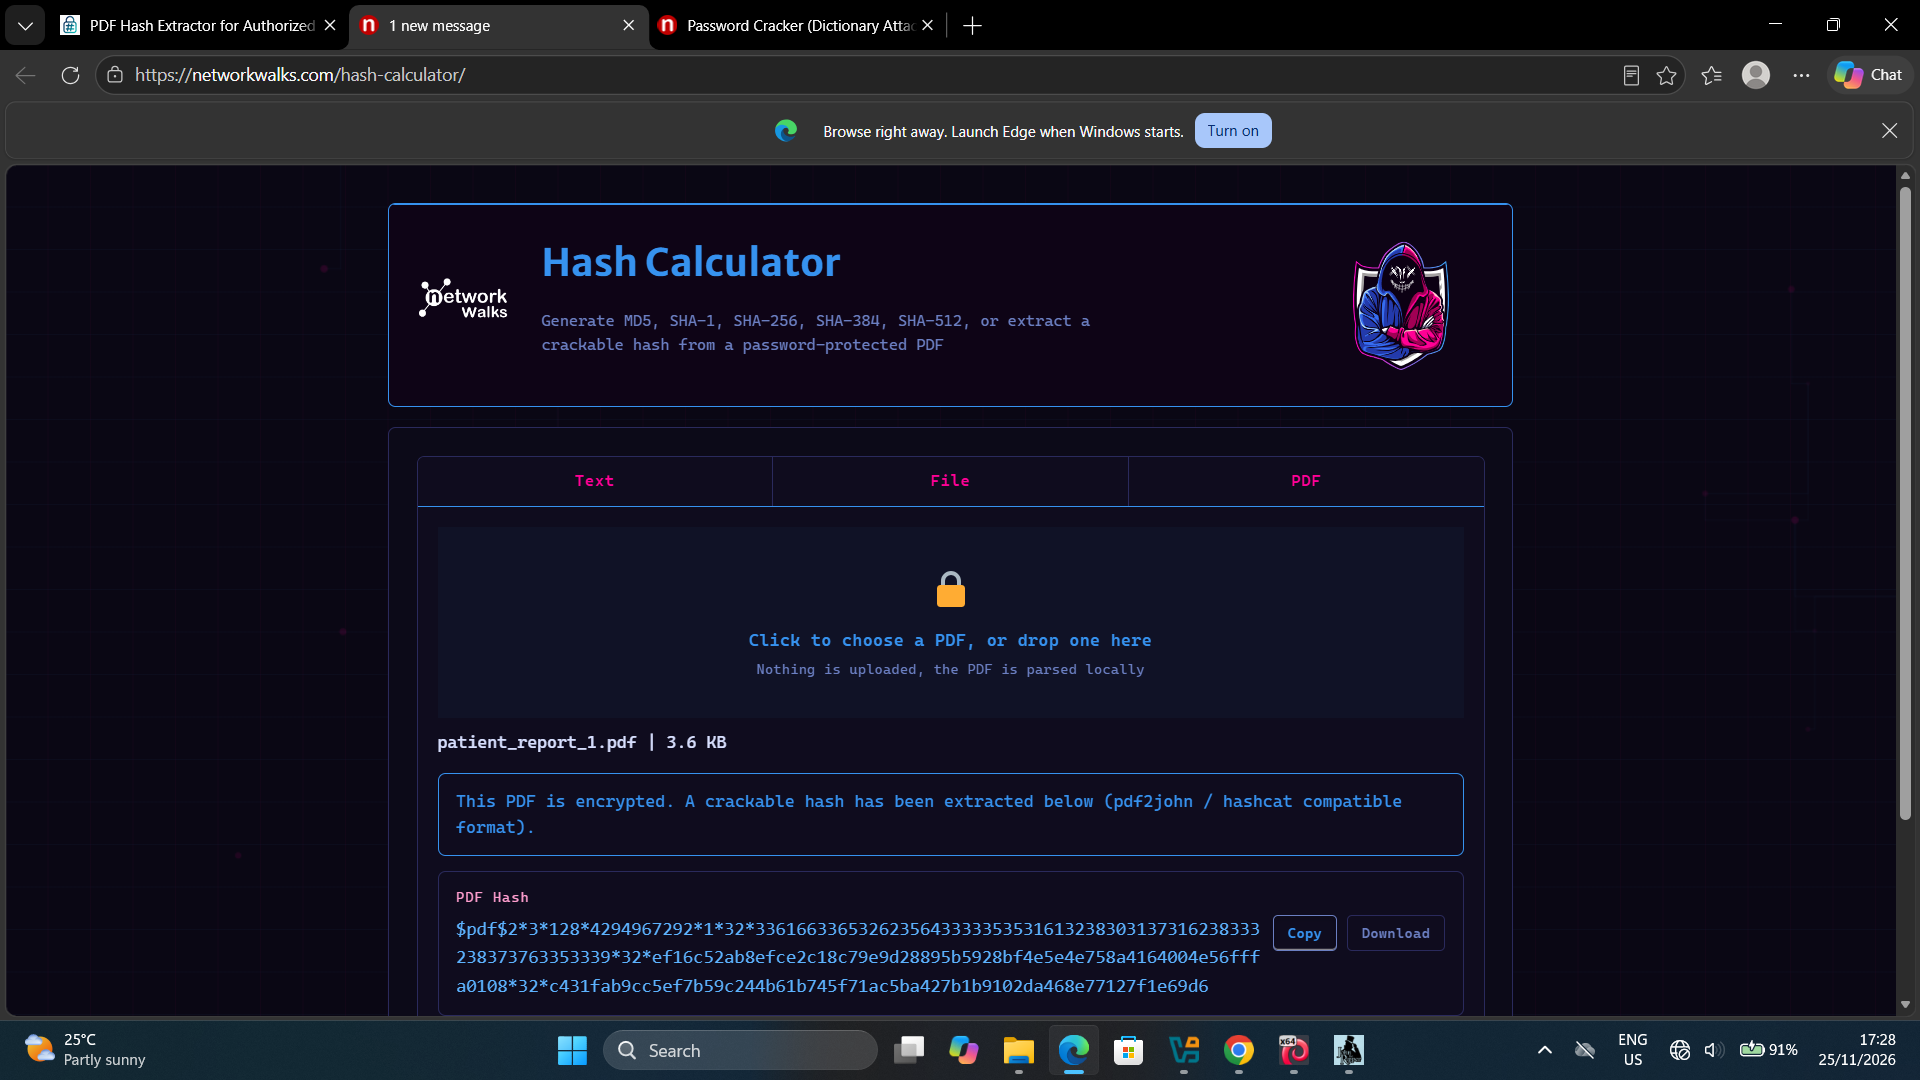 PDF Hash Extractor for Authorized
1 new message
Password Cracker (Dictionary Attac
https://networkwalks.com/hash-calculator/
Chat
Browse right away. Launch Edge when Windows starts.
Turn on
network
Walks
Hash Calculator
Generate MD5, SHA-1, SHA-256, SHA-384, SHA-512, or extract a
crackable hash from a password-protected PDF
Text
File
PDF
Click to choose a PDF, or drop one here
Nothing is uploaded, the PDF is parsed locally
patient_report_1.pdf | 3.6 KB
This PDF is encrypted. A crackable hash has been extracted below (pdf2john / hashcat compatible
format).
PDF Hash
$pdf$2*3*128*4294967292*1*32*3361663365326235643333353531613238303137316238333
238373763353339*32*ef16c52ab8efce2c18c79e9d28895b5928bf4e5e4e758a4164004e56fff
a0108*32*c431fab9cc5ef7b59c244b61b745f71ac5ba427b1b9102da468e77127f1e69d6
Copy
Download
25°C
Partly sunny
Search
x64
ENG
US
91%
17:28
25/11/2026